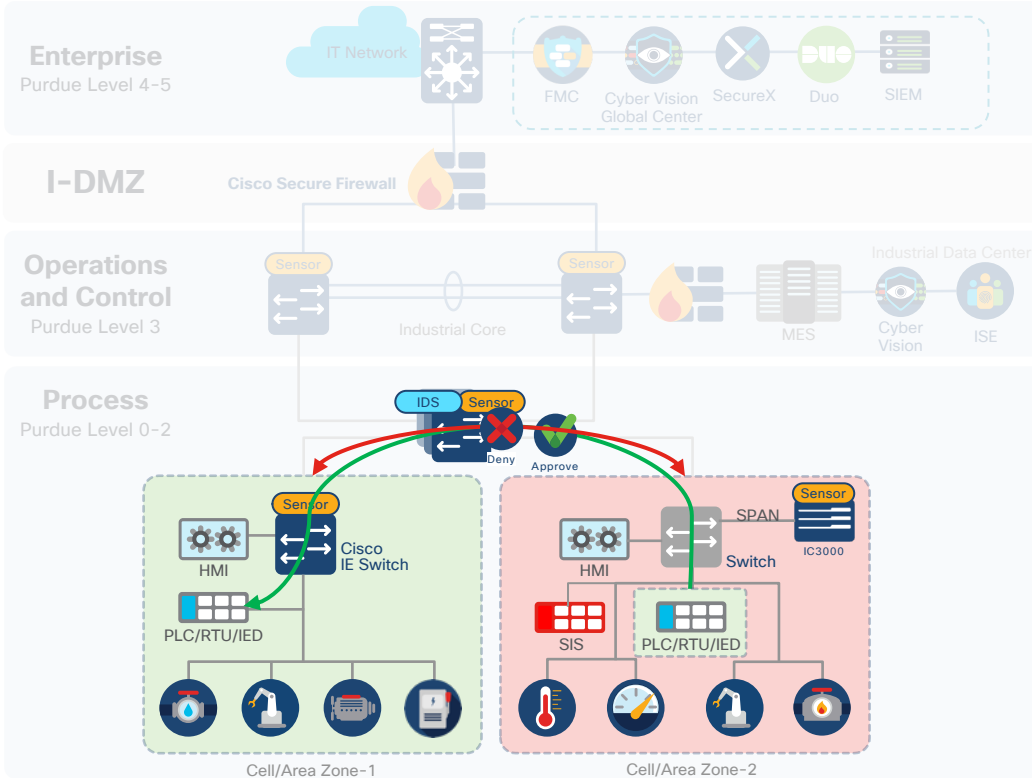 Enterprise
Purdue Level 4-5
IT Network
FMC
Cyber Vision
Global Center
SecureX
DUO
Duo
SIEM
I-DMZ
Cisco Secure Firewall
Operations
and Control
Purdue Level 3
Sensor
Sensor
Industrial Core
Industrial Data Center
MES
Cyber
Vision
ISE
Process
Purdue Level 0-2
IDS
Sensor
Deny
Approve
Sensor
HMI
Cisco
IE Switch
PLC/RTU/IED
Cell/Area Zone-1
HMI
SPAN
Switch
Sensor
IC3000
SIS
PLC/RTU/IED
Cell/Area Zone-2